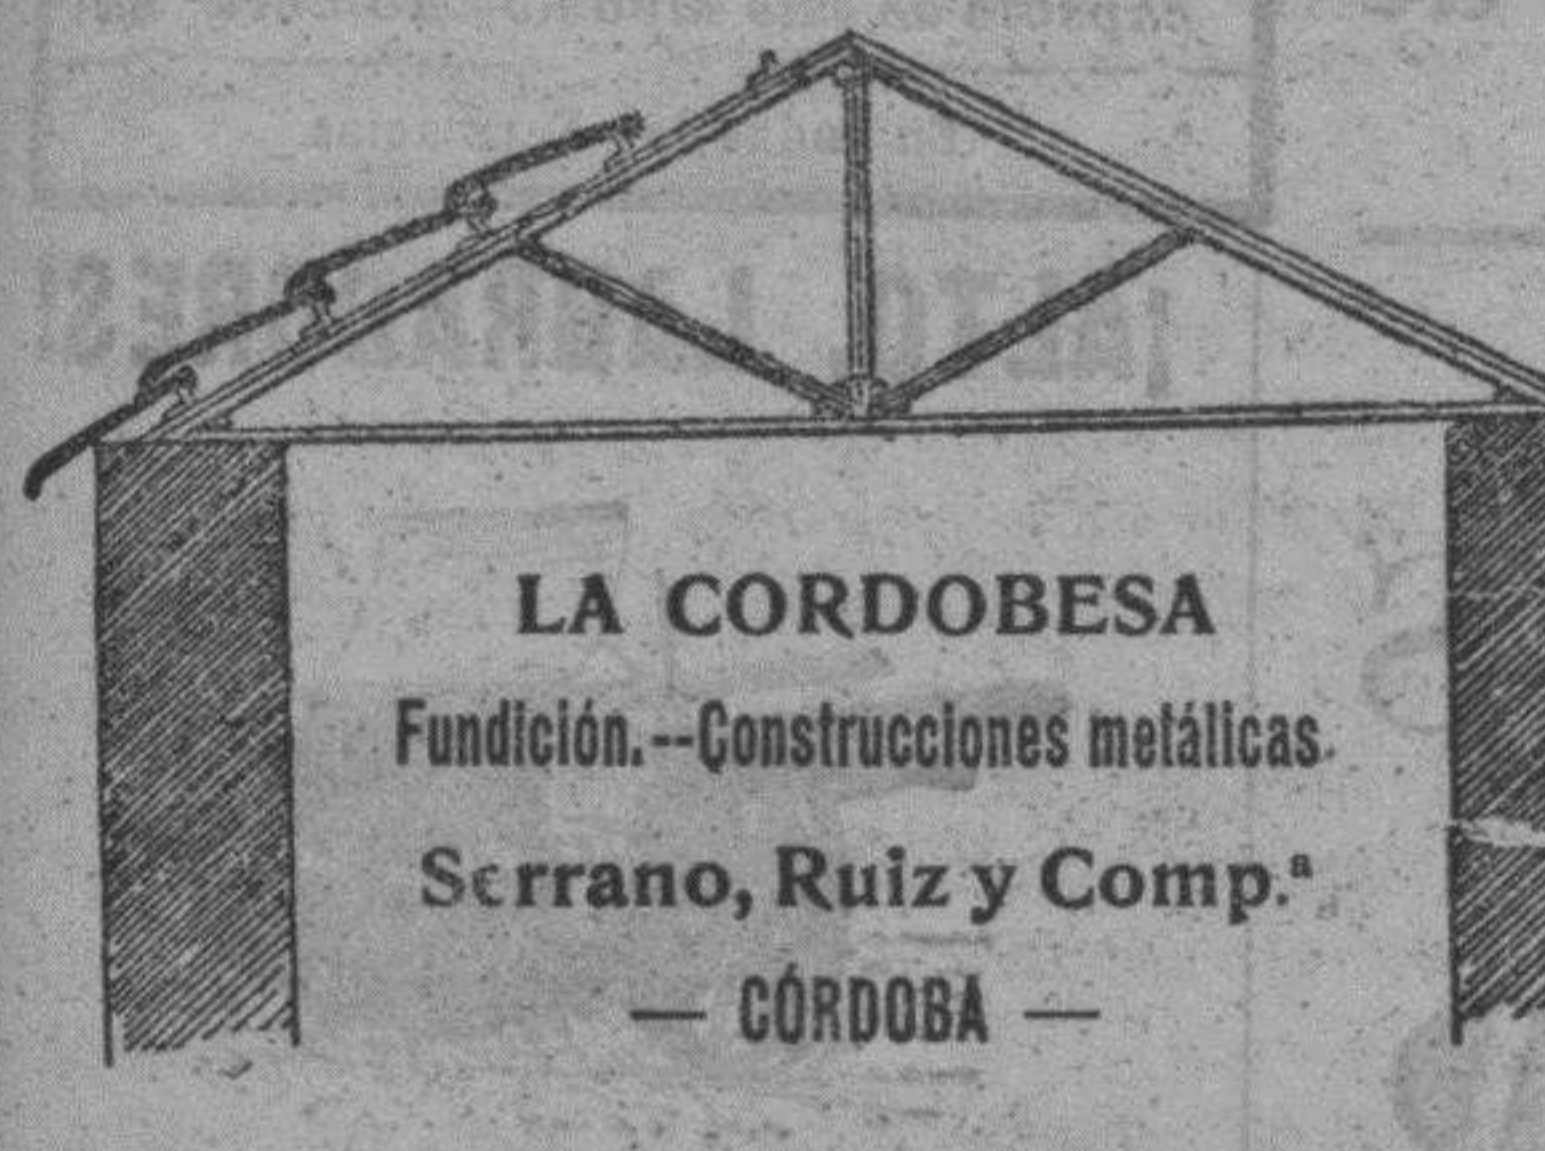 LA CORDOBESA
Fundición.--Construcciones metálicas.
Serrano, Ruiz y Comp.ª
— CÓRDOBA —